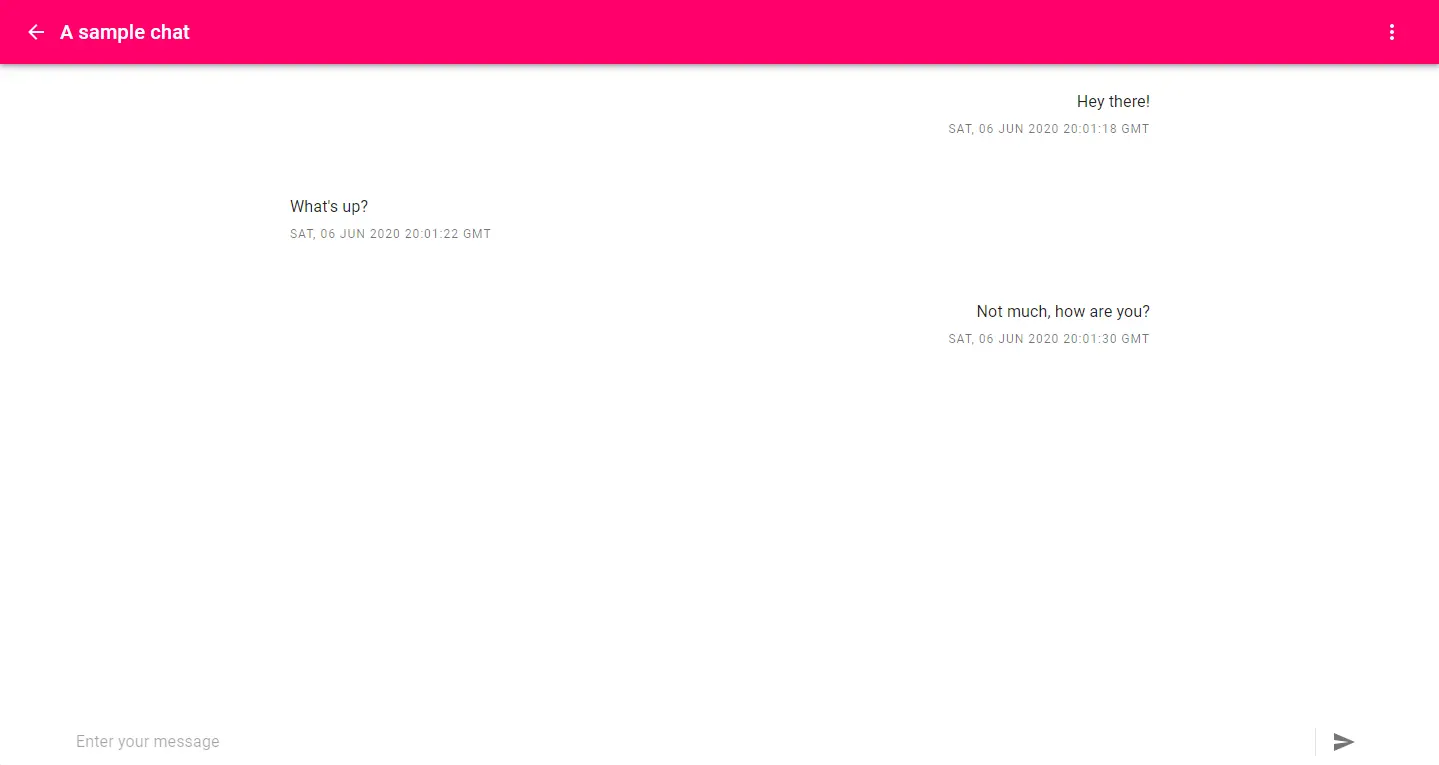 A sample chat
Hey there!
SAT, 06 JUN 2020 20:01:18 GMT
What's up?
SAT, 06 JUN 2020 20:01:22 GMT
Not much, how are you?
SAT, 06 JUN 2020 20:01:30 GMT
Enter your message